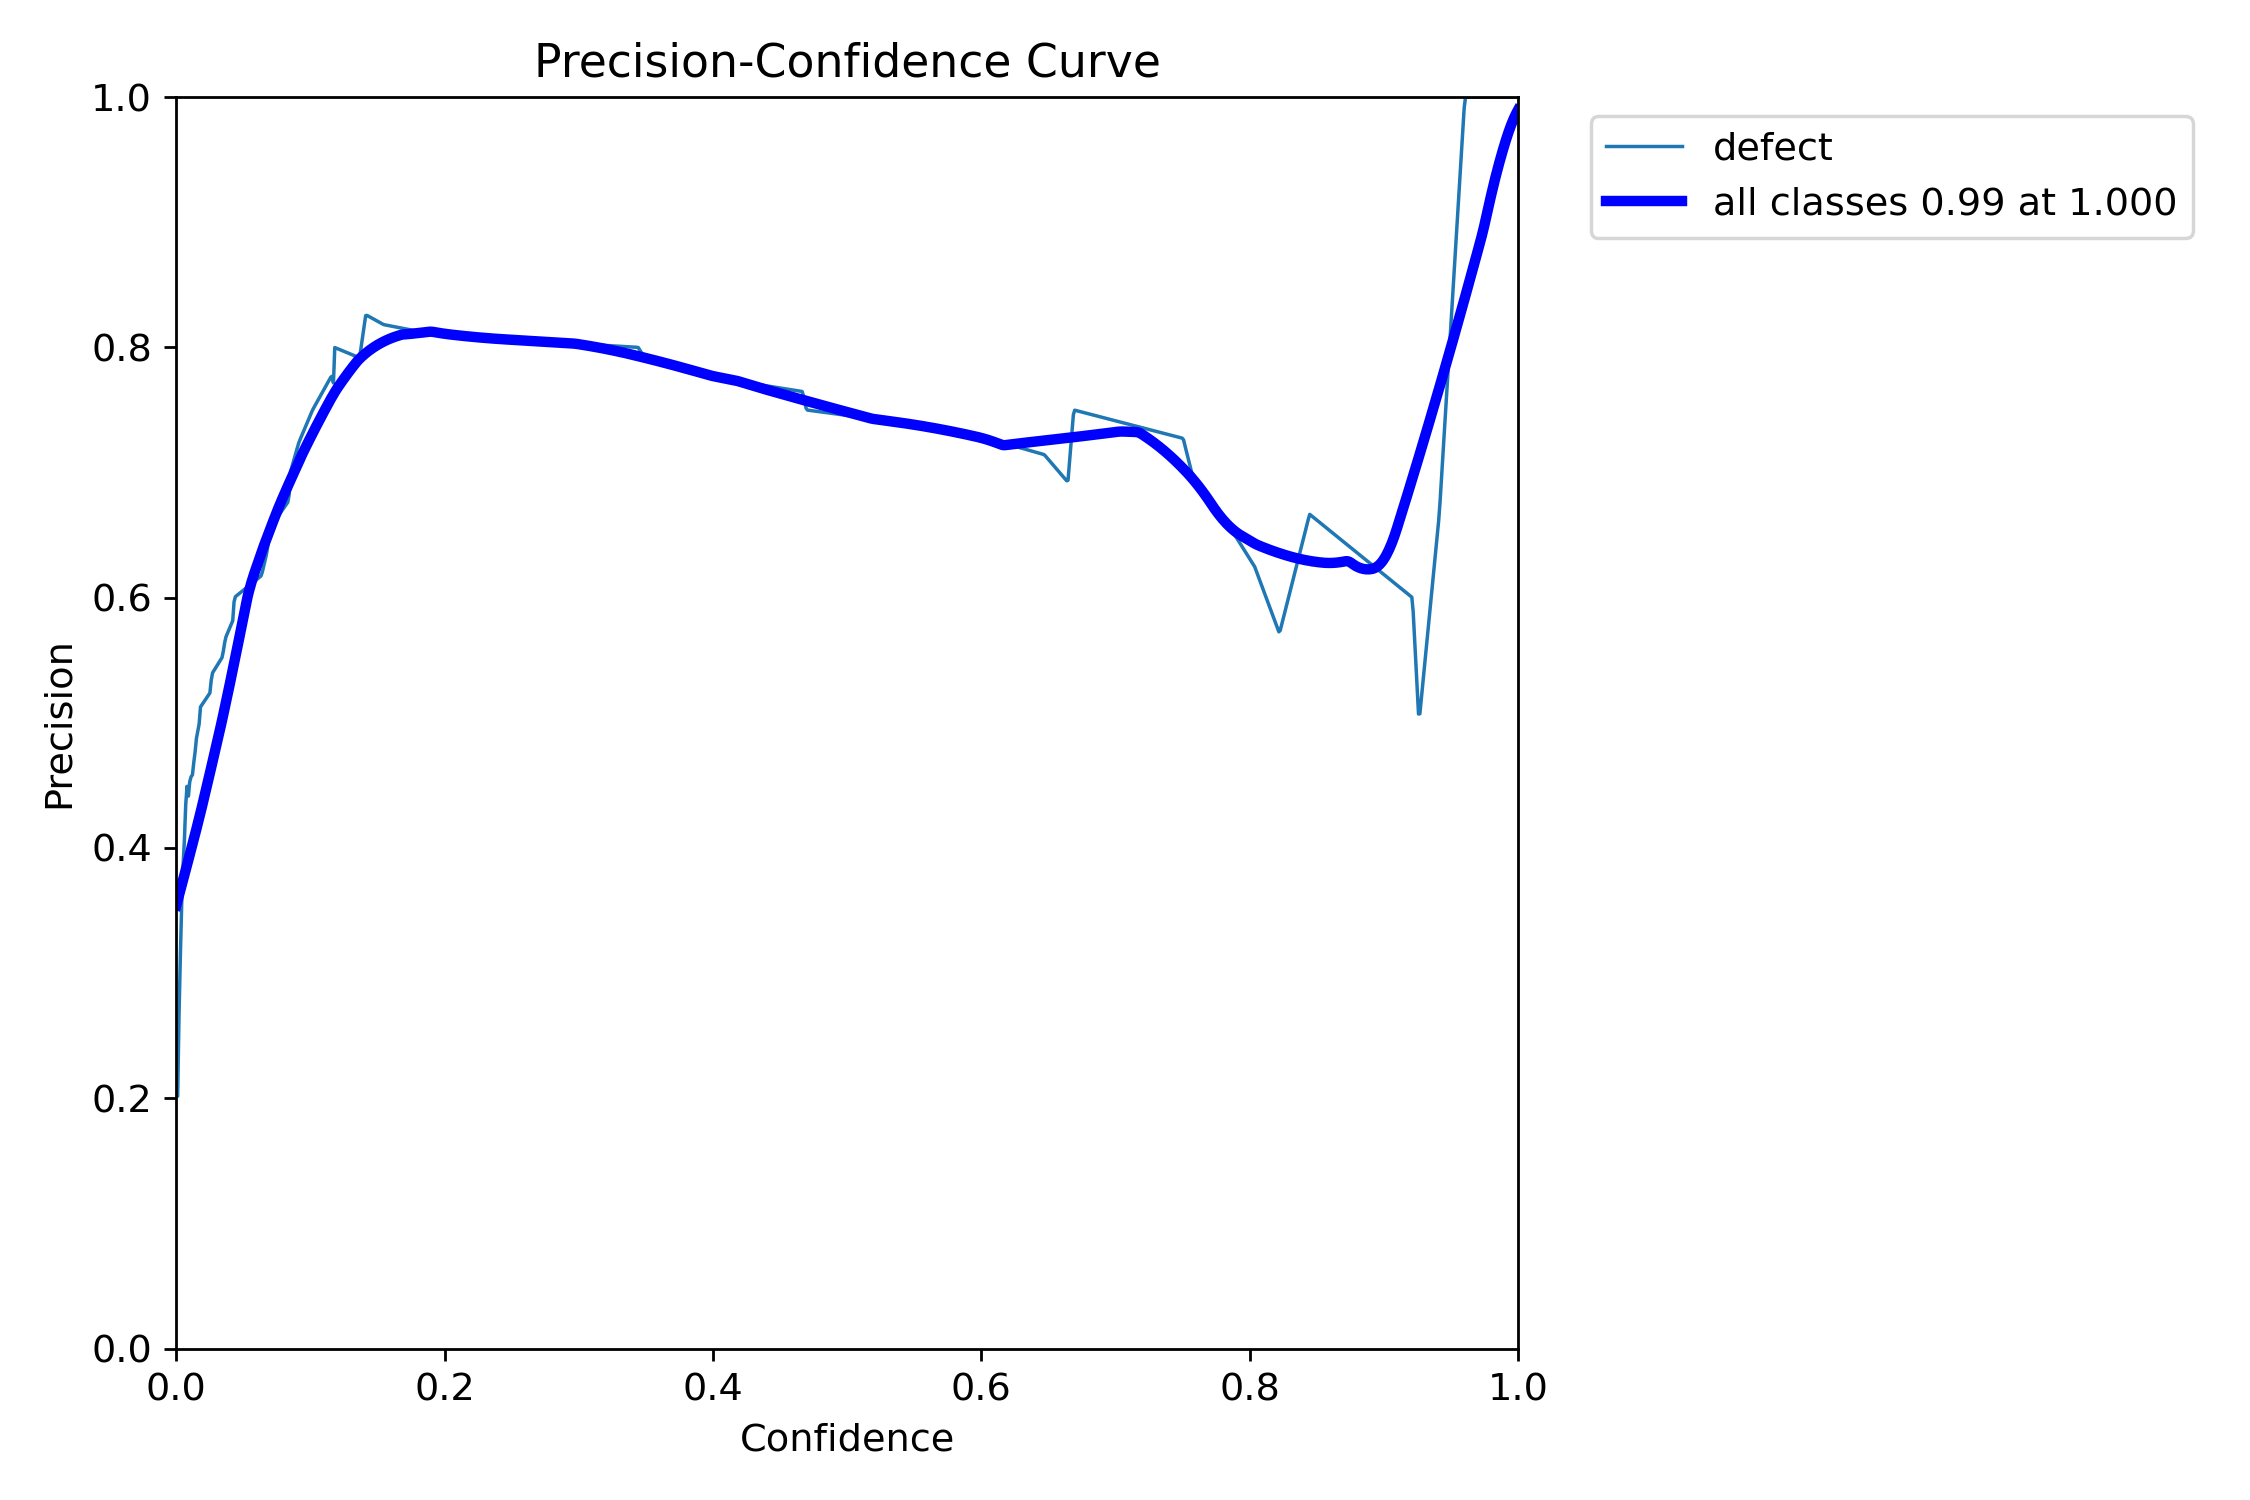 Precision-Confidence Curve
1.0
0.8
0.6
0.4
0.2
0.0
Precision
0.0 0.2 0.4 0.6 0.8 1.0
Confidence
defect
all classes 0.99 at 1.000